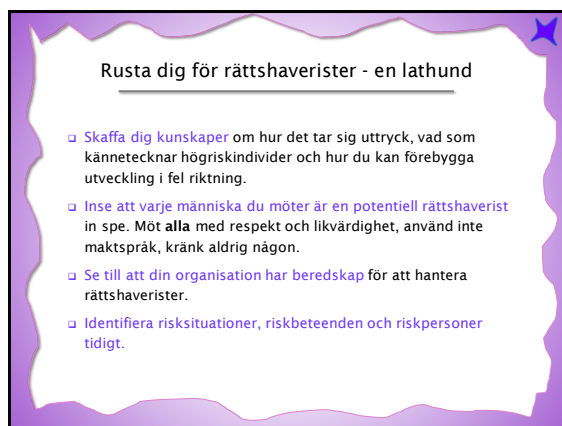 Rusta dig för rättshaverister - en lathund
Skaffa dig kunskaper om hur det tar sig uttryck, vad som
kännetecknar högriskindivider och hur du kan förebygga
utveckling i fel riktning.
Inse att varje människa du möter är en potentiell rättshaverist
in spe. Möt alla med respekt och likvärdighet, använd inte
maktspråk, kränk aldrig någon.
Se till att din organisation har beredskap för att hantera
rättshaverister.
Identifiera risksituationer, riskbeteenden och riskpersoner
tidigt.